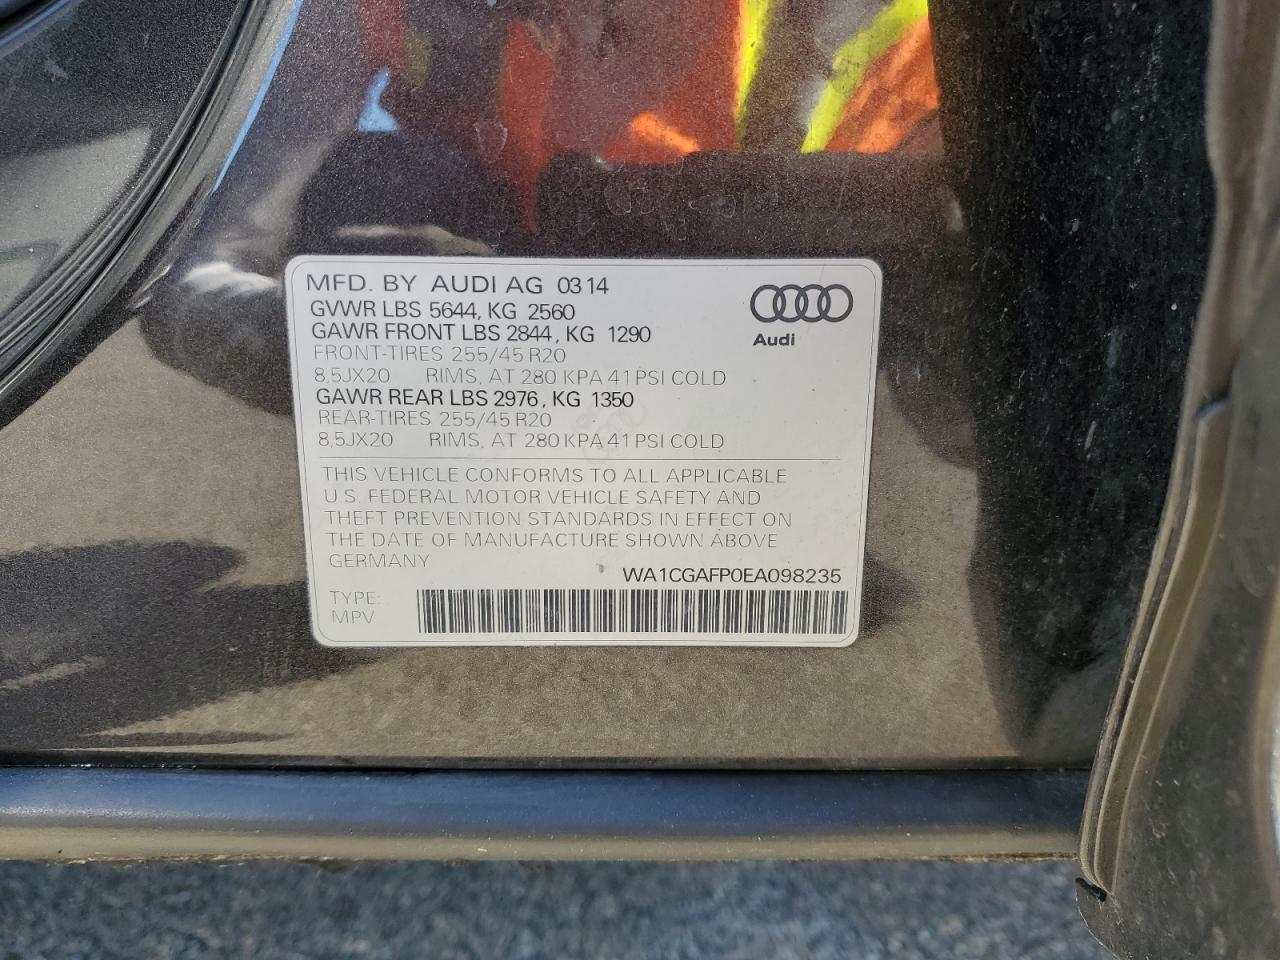 MFD. BY AUDI AG 0314
GVWR LBS 5644, KG 2560
GAWR FRONT LBS 2844, KG 1290
FRONT-TIRES 255/45 R20
8,5JX20 RIMS, AT 280 KPA 41 PSI COLD
GAWR REAR LBS 2976, KG 1350
REAR-TIRES 255/45 R20
8,5JX20 RIMS, AT 280 KPA 41 PSI COLD
Audi
THIS VEHICLE CONFORMS TO ALL APPLICABLE
U.S. FEDERAL MOTOR VEHICLE SAFETY AND
THEFT PREVENTION STANDARDS IN EFFECT ON
THE DATE OF MANUFACTURE SHOWN ABOVE
GERMANY
WA1CGAFP0EA098235
TYPE:
MPV